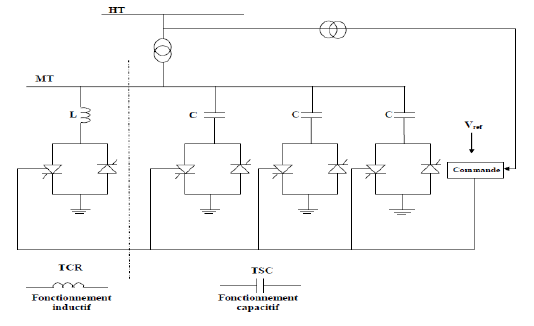 HT
MT
L
C
C
C
Vref
Commande
TCR
Fonctionnement
inductif
TSC
Fonctionnement
capacitif